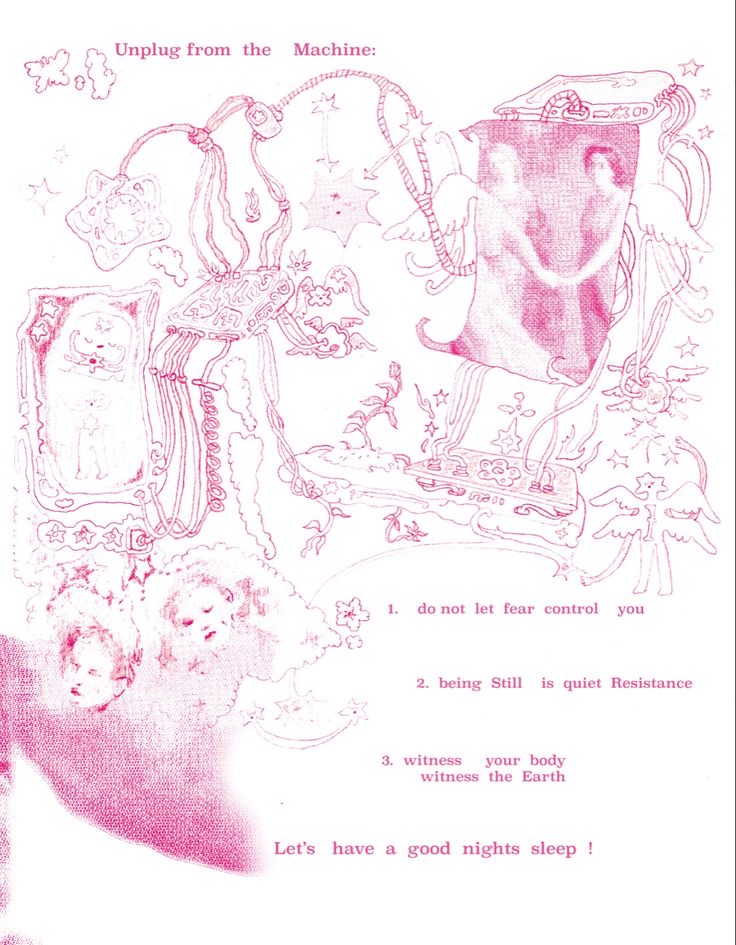 Unplug from the Machine:
1. do not let fear control you
2. being Still is quiet Resistance
3. witness your body
witness the Earth
Let's have a good nights sleep !